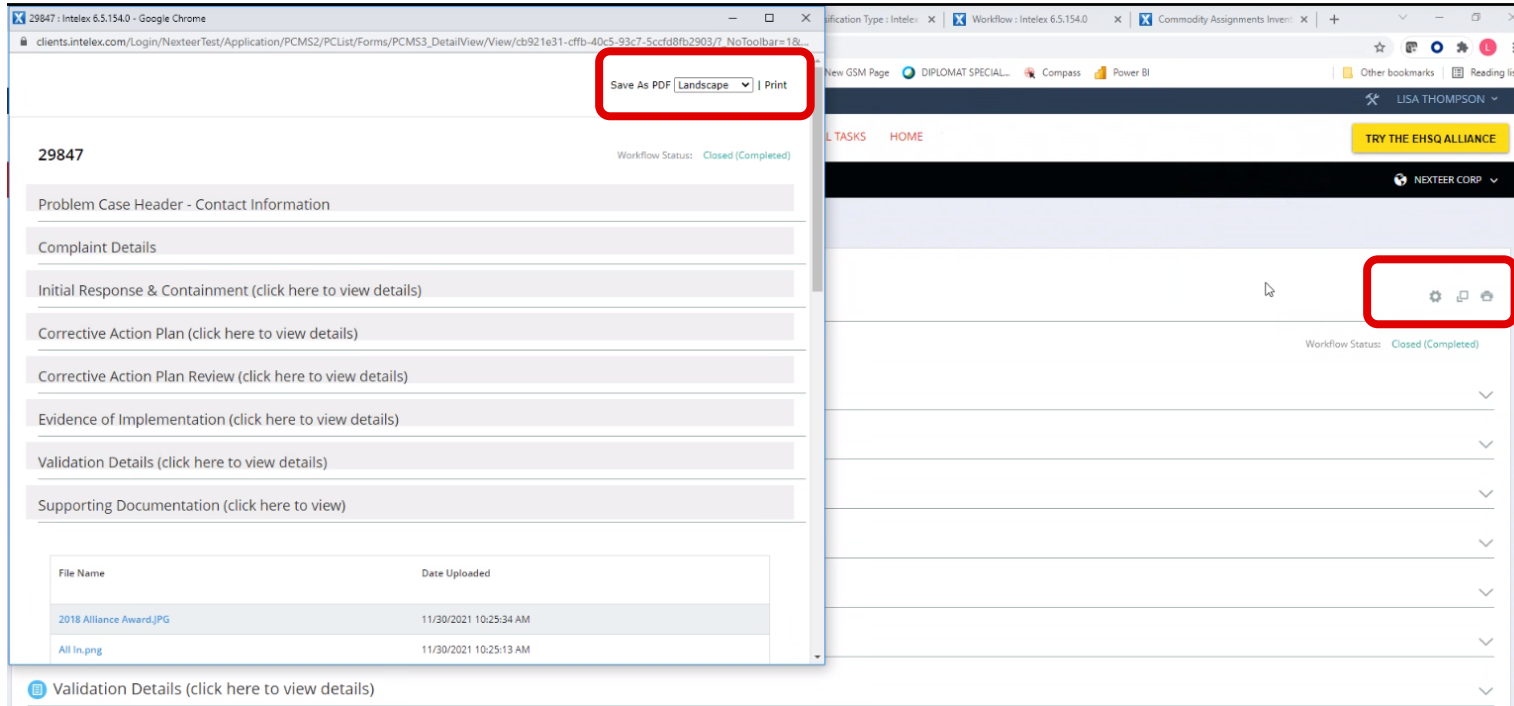 29847 : Intelex 6.5.154.0 - Google Chrome
clients.intelex.com/Login/NexteerTest/Application/PCMS2/PCList/Forms/PCMS3_DetailView/View/cb921e31-cffb-40c5-93c7-5ccfd8fb2903/?_NoToolbar=1&...
Save As PDF Landscape | Print
29847
Workflow Status: Closed (Completed)
Problem Case Header - Contact Information
Complaint Details
Initial Response & Containment (click here to view details)
Corrective Action Plan (click here to view details)
Corrective Action Plan Review (click here to view details)
Evidence of Implementation (click here to view details)
Validation Details (click here to view details)
Supporting Documentation (click here to view)
File Name Date Uploaded
2018 Alliance Award.JPG 11/30/2021 10:25:34 AM
All In.png 11/30/2021 10:25:13 AM
sification Type : Intelex Workflow : Intelex 6.5.154.0 Commodity Assignments Invent
L
New GSM Page DIPLOMAT SPECIAL... Compass Power BI Other bookmarks Reading lis
LISA THOMPSON
L TASKS HOME TRY THE EHSQ ALLIANCE
NEXTEER CORP
Workflow Status: Closed (Completed)
Validation Details (click here to view details)